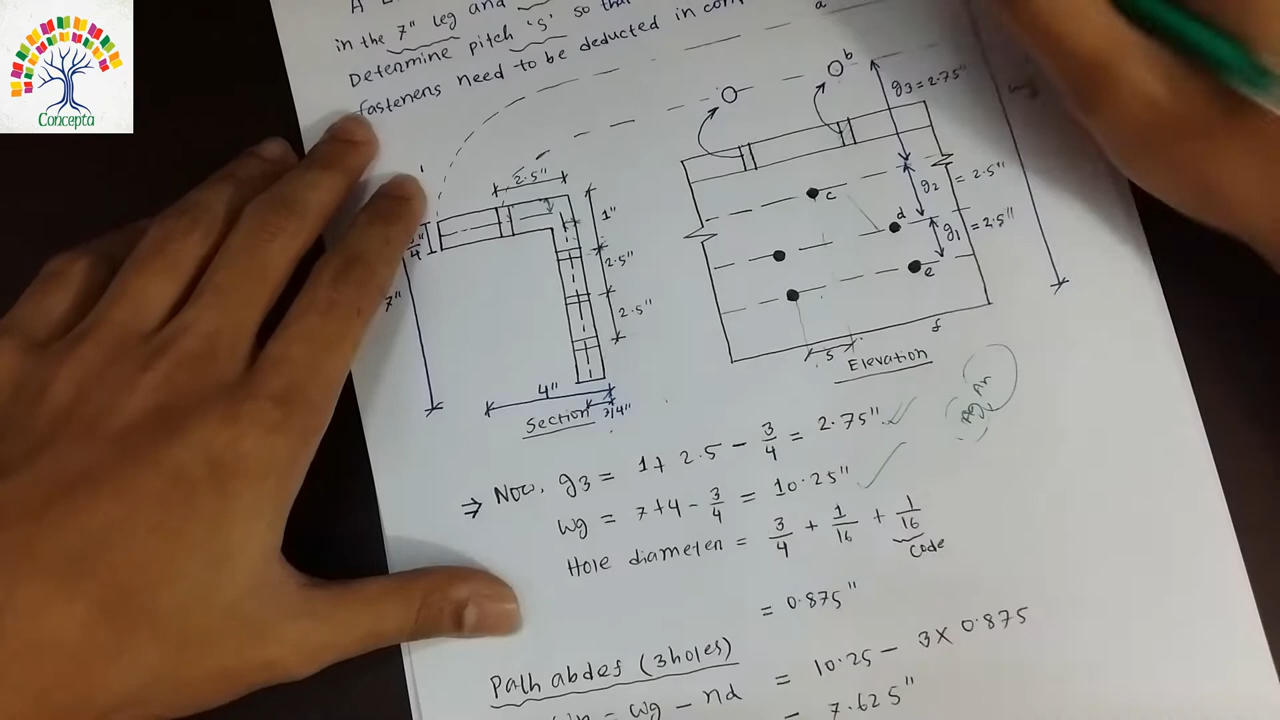 Concepta
in the 7" leg and
Determine pitch 's' so
fasteners need to be deducted in
a
b
g3 = 2.75"
2.5"
1"
2.5"
2.5"
7"
4"
3/4"
Section
c
g2 = 2.5"
d
g1 = 2.5"
e
f
s
Elevation
⇒ Now, g3 = 1 + 2.5 - 3/4 = 2.75"
wg = 7+4 - 3/4 = 10.25"
Hole diameter = 3/4 + 1/16 + 1/16
Code
= 0.875"
Path abdef (3 holes)
= wg - nd = 10.25 - 3 × 0.875
= 7.625"